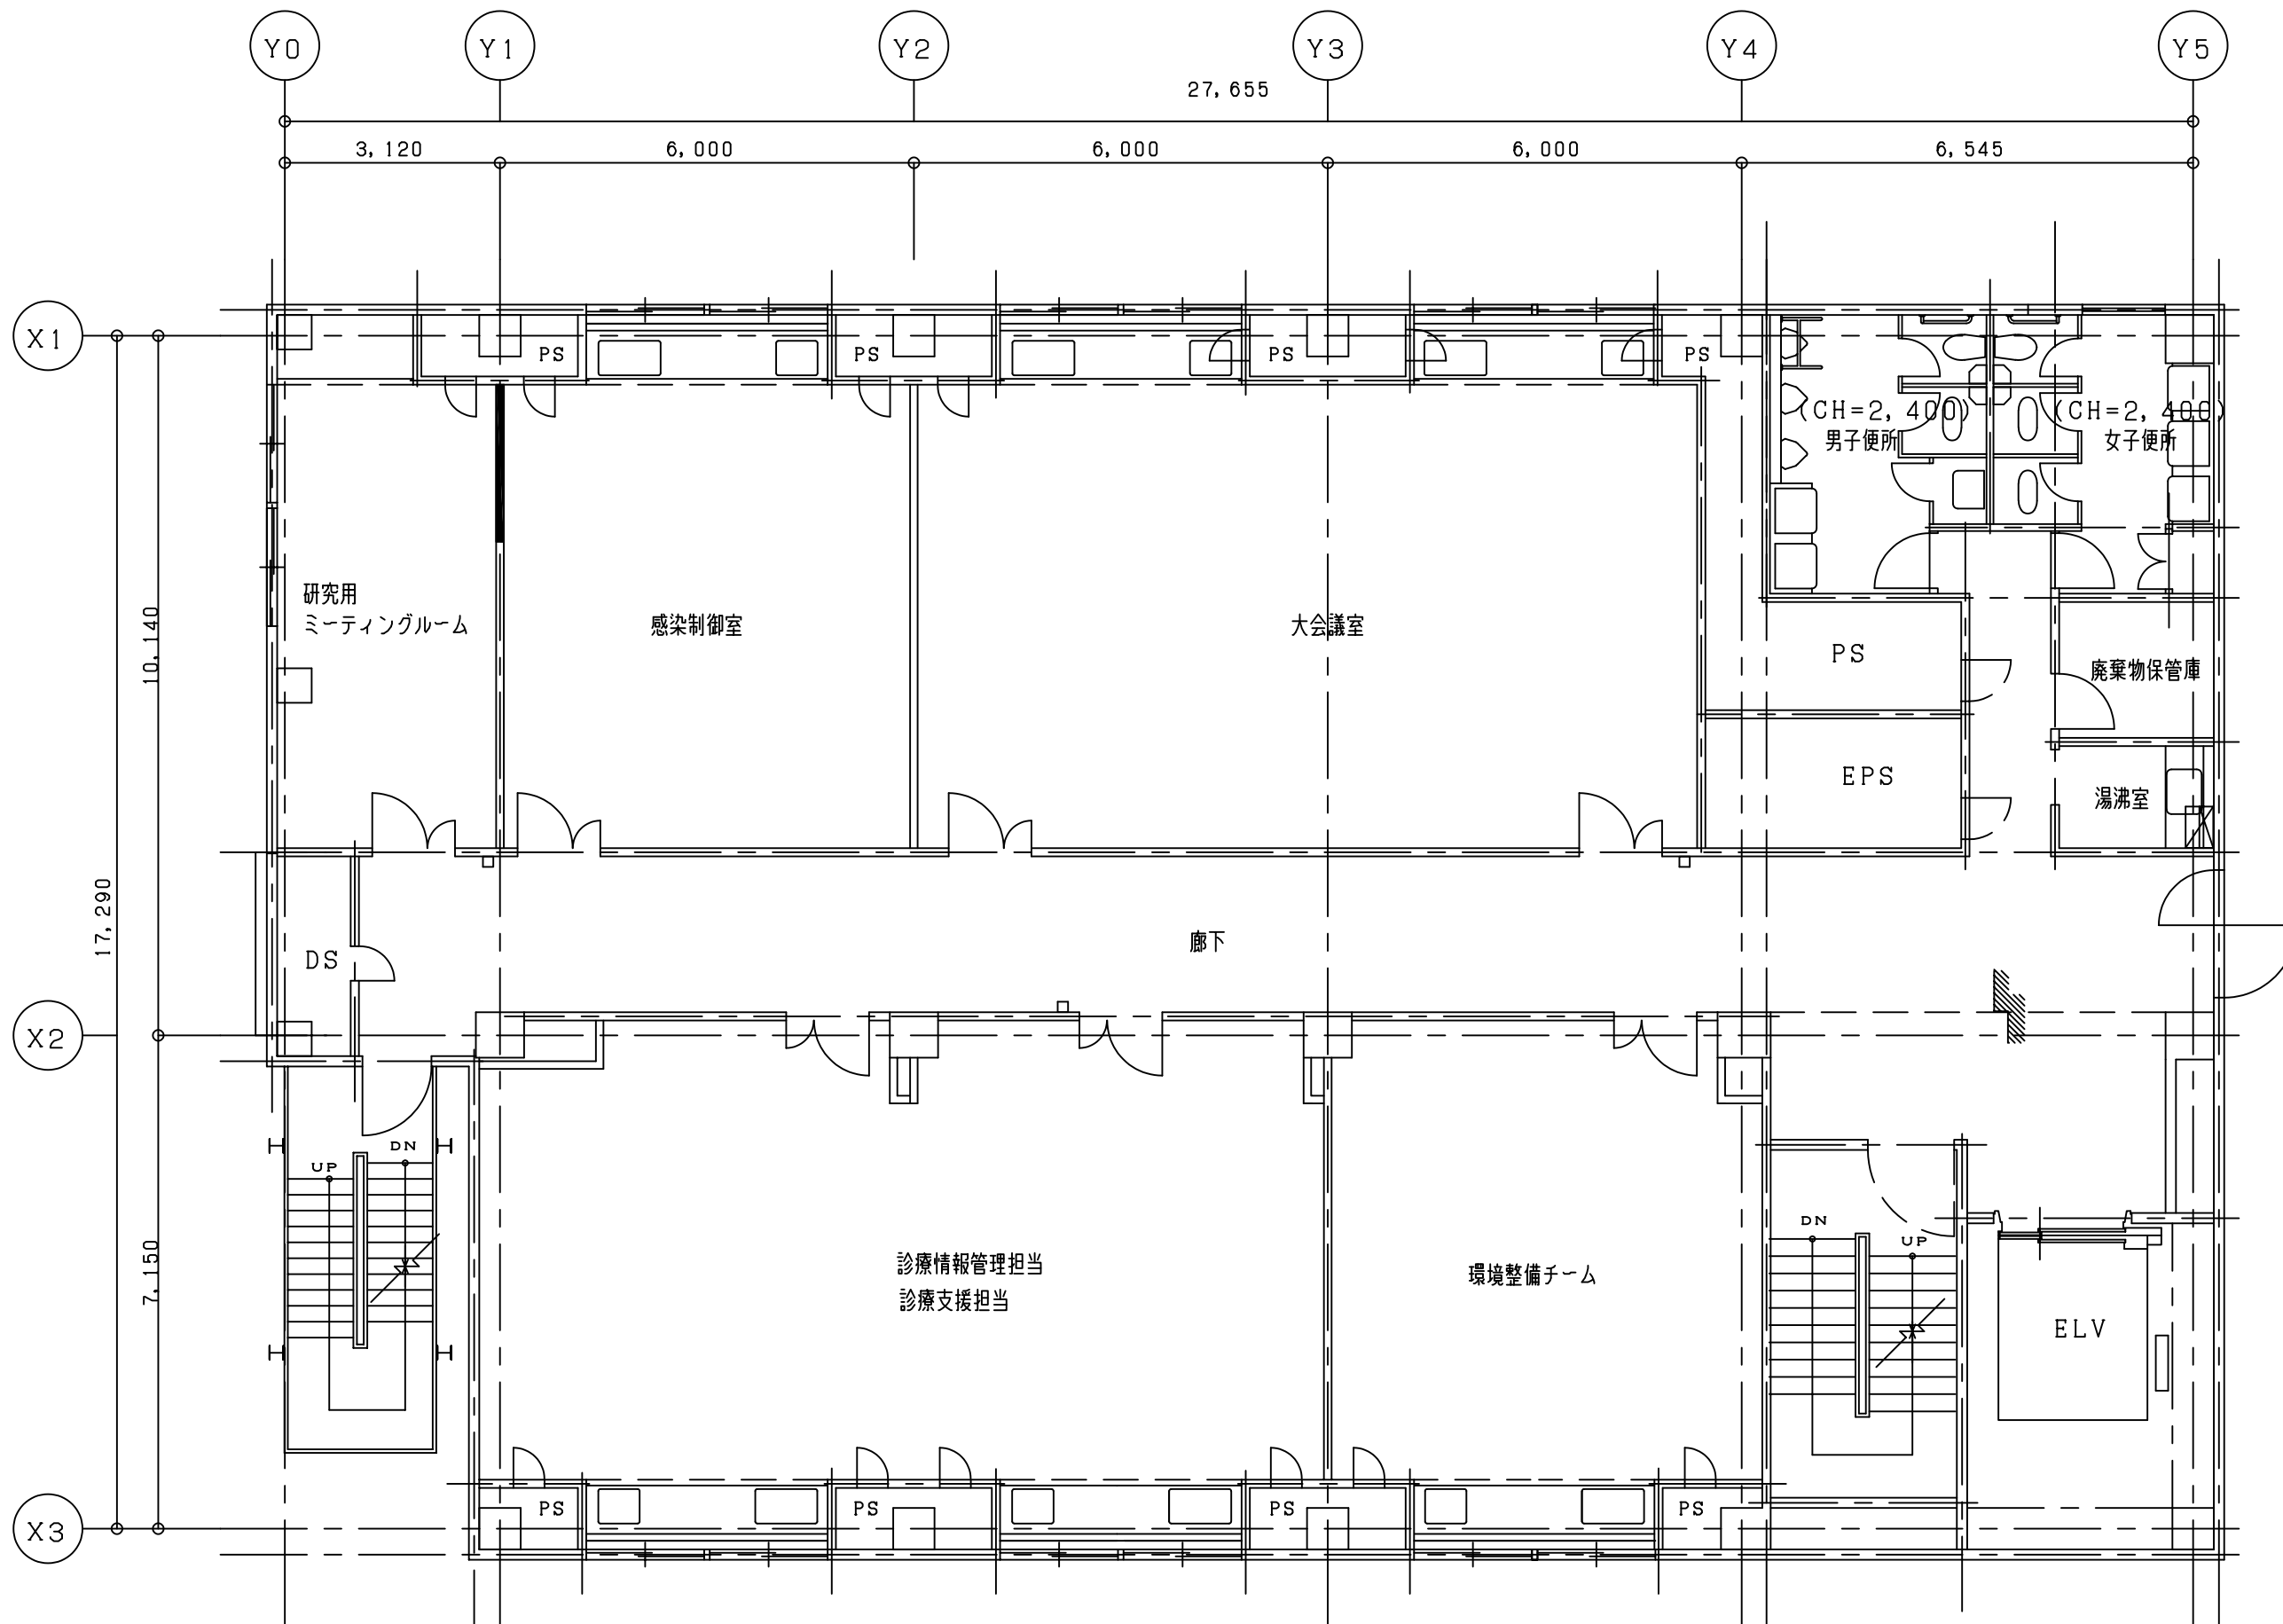 Y0
Y1
Y2
Y3
Y4
Y5
27,655
3,120
6,000
6,000
6,000
6,545
X1
PS
PS
PS
PS
(CH=2,400)
男子便所
(CH=2,400)
女子便所
研究用
ミーティングルーム
感染制御室
大会議室
10,140
PS
廃棄物保管庫
EPS
湯沸室
17,290
DS
廊下
X2
DN
UP
7,150
診療情報管理担当
診療支援担当
環境整備チーム
DN
UP
ELV
PS
PS
PS
PS
X3